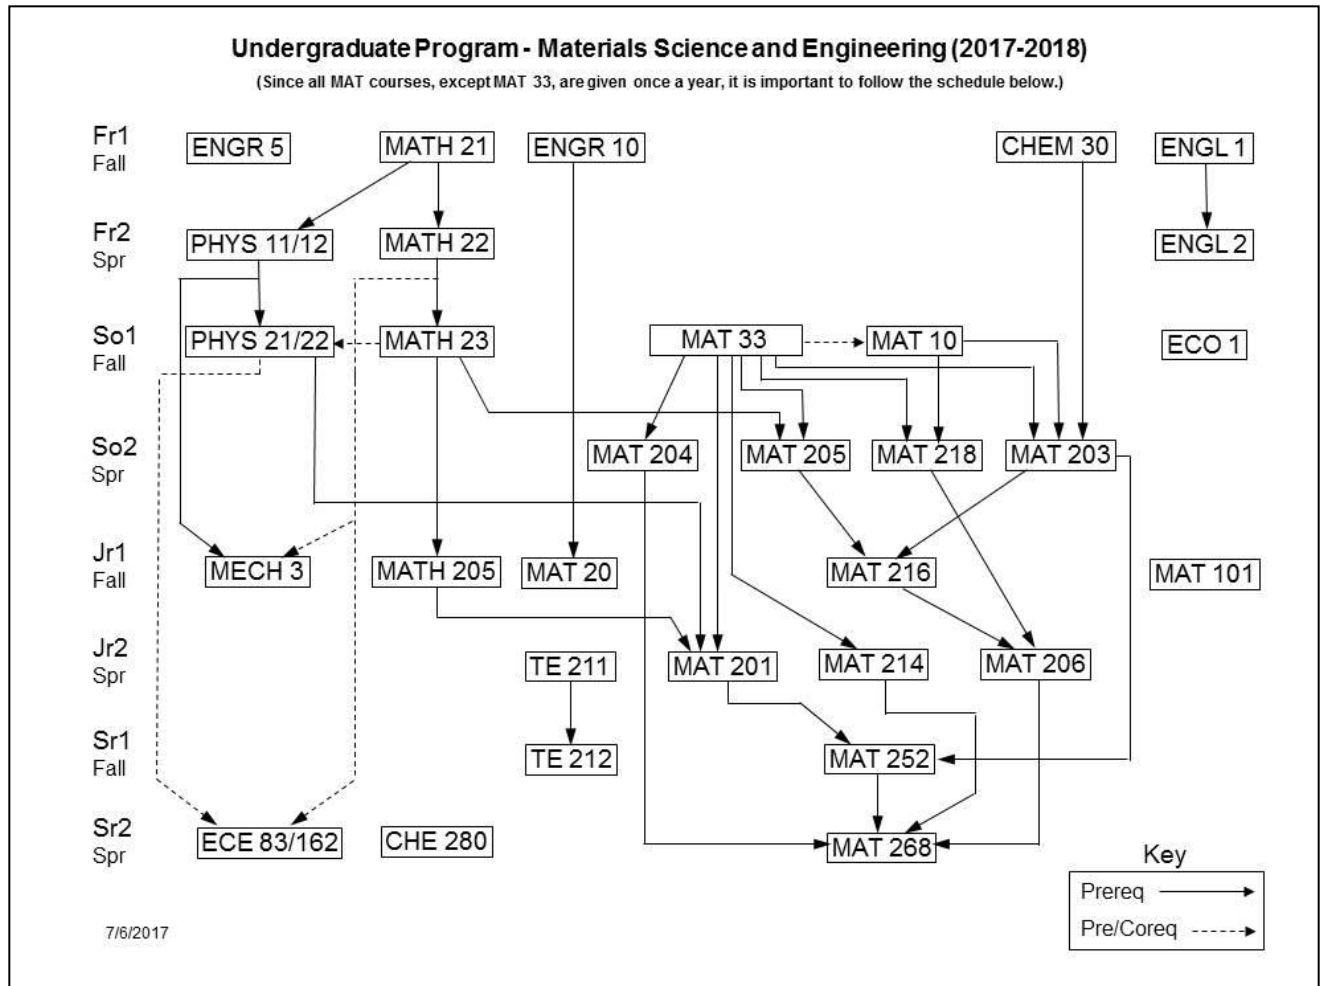 Undergraduate Program - Materials Science and Engineering (2017-2018)
(Since all MAT courses, except MAT 33, are given once a year, it is important to follow the schedule below.)
Fr1
Fall
ENGR 5
MATH 21
ENGR 10
CHEM 30
ENGL 1
Fr2
Spr
PHYS 11/12
MATH 22
ENGL 2
So1
Fall
PHYS 21/22
MATH 23
MAT 33
MAT 10
ECO 1
So2
Spr
MAT 204
MAT 205
MAT 218
MAT 203
Jr1
Fall
MECH 3
MATH 205
MAT 20
MAT 216
MAT 101
Jr2
Spr
TE 211
MAT 201
MAT 214
MAT 206
Sr1
Fall
TE 212
MAT 252
Sr2
Spr
ECE 83/162
CHE 280
MAT 268
Key
Prereq
Pre/Coreq
7/6/2017